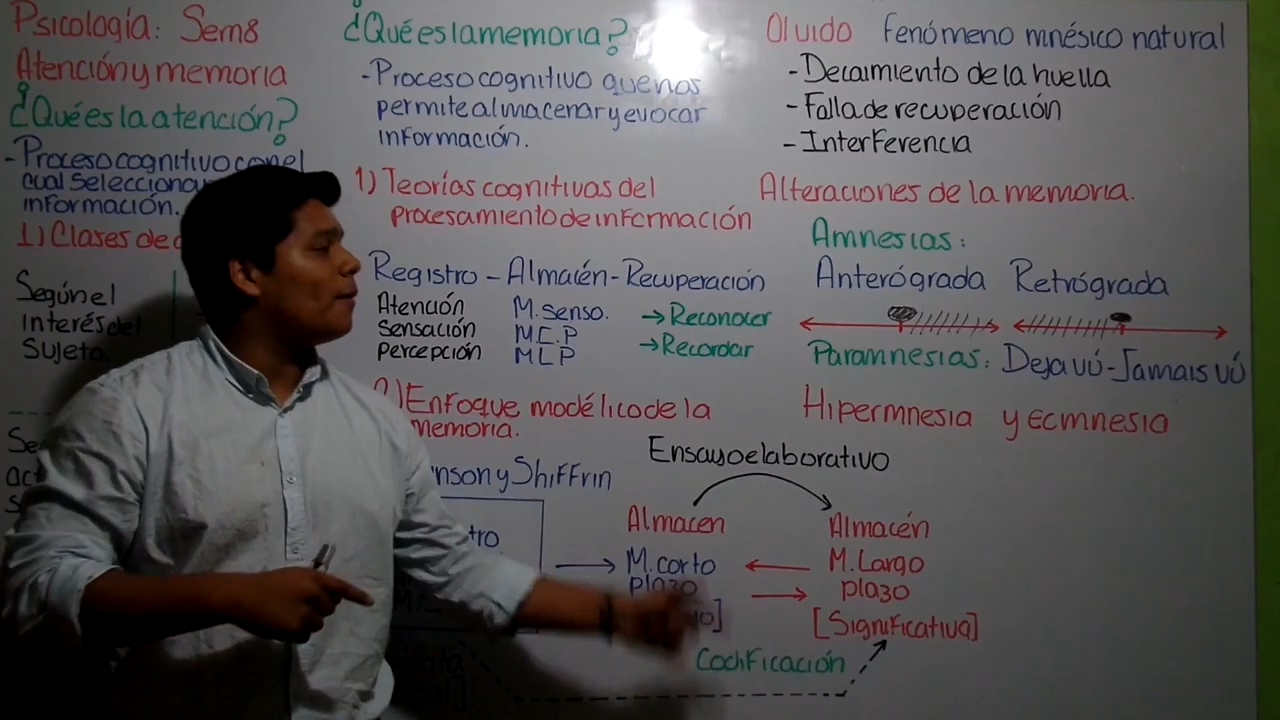 Psicología: Sem8
Atención y memoria
¿Qué es la atención?
- Proceso cognitivo con el
cual selecciona
información.
1) Clases de
Según el
interés del
Sujeto.
¿Qué es la memoria?
- Proceso cognitivo que nos
permite almacenar y evocar
información.
1) Teorías cognitivas del
procesamiento de información
Registro - Almacén - Recuperación
Atención M. senso. → Reconocer
Sensación M C. P → Recordar
Percepción M L P
2) Enfoque modélico de la
memoria.
nson y Shiffrin
tro
→ M. corto
Almacen
plazo
Ensayo elaborativo
Almacén
M. Largo
plazo
[Significativa]
Codificación
Olvido fenómeno mnésico natural
- Decaimiento de la huella
- Falla de recuperación
- Interferencia
Alteraciones de la memoria.
Amnesias:
Anterógrada Retrógrada
Paramnesias: Deja vú - Jamais vú
Hipermnesia y ecmnesia